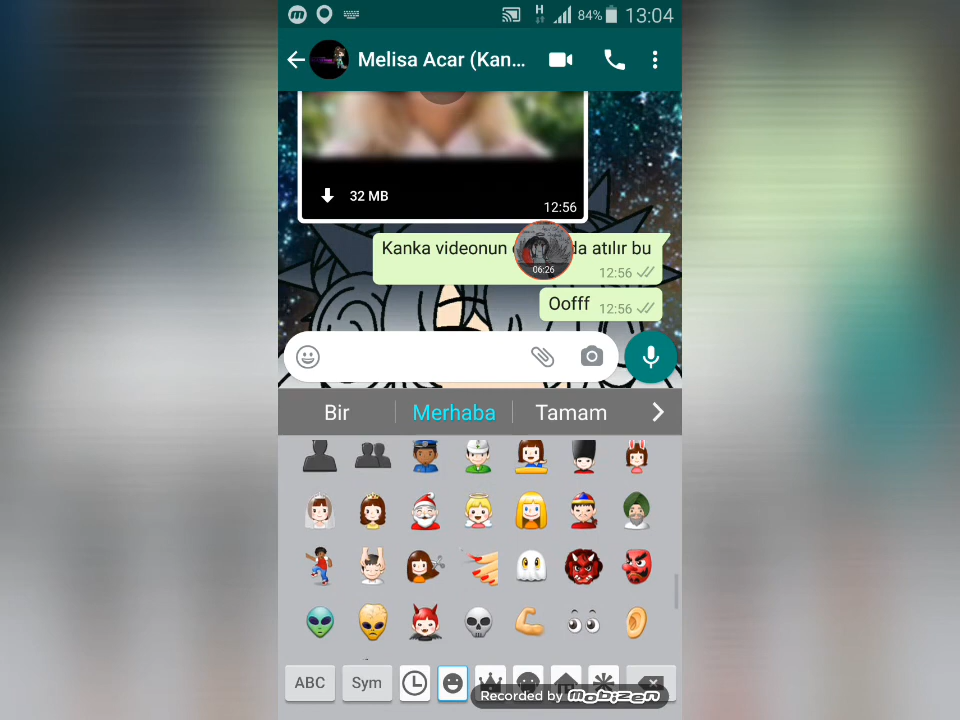 H
84%
13:04
Melisa Acar (Kan...
32 MB
12:56
Kanka videonun da atılır bu
06:26
12:56
Oofff
12:56
Bir
Merhaba
Tamam
ABC
Sym
Recorded by mobizen